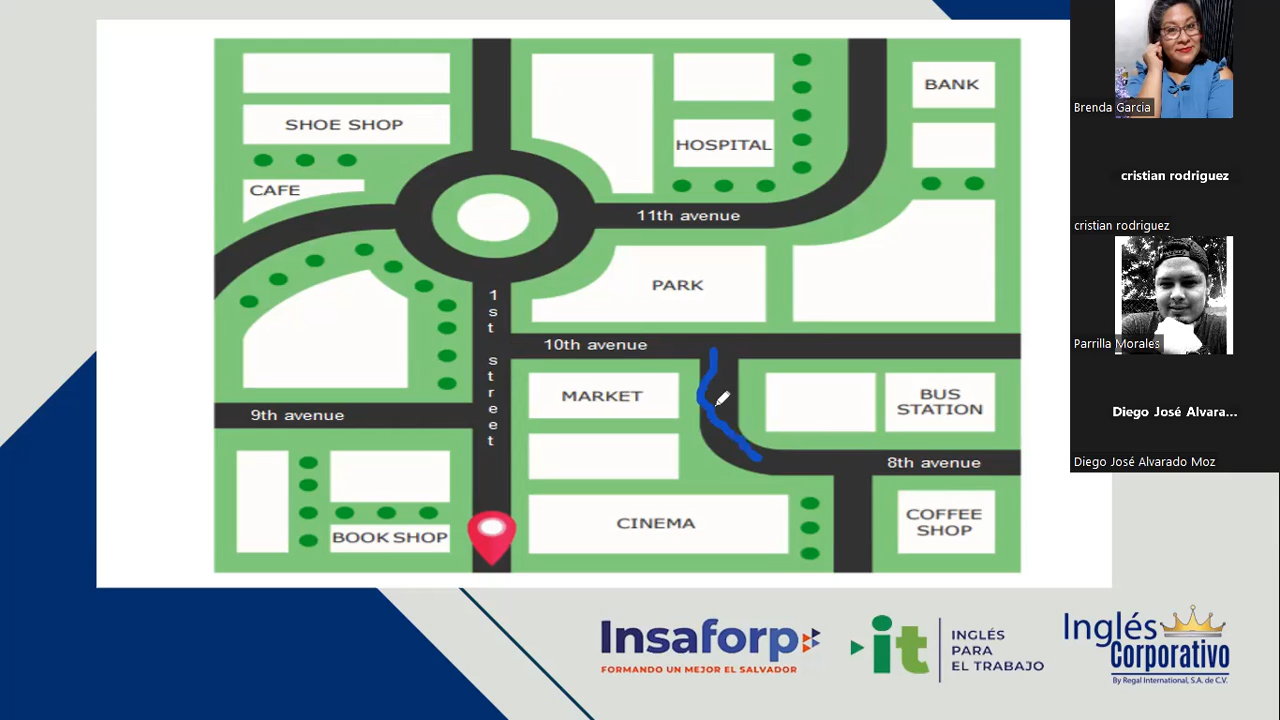 SHOE SHOP
CAFE
HOSPITAL
BANK
11th avenue
PARK
1st street
10th avenue
MARKET
BUS
STATION
9th avenue
8th avenue
BOOK SHOP
CINEMA
COFFEE
SHOP
Insaforp
FORMANDO UN MEJOR EL SALVADOR
it
INGLÉS
PARA
EL TRABAJO
Inglés
Corporativo
By Regal International, S.A. de C.V.
Brenda Garcia
cristian rodriguez
cristian rodriguez
Parrilla Morales
Diego José Alvara...
Diego José Alvarado Moz